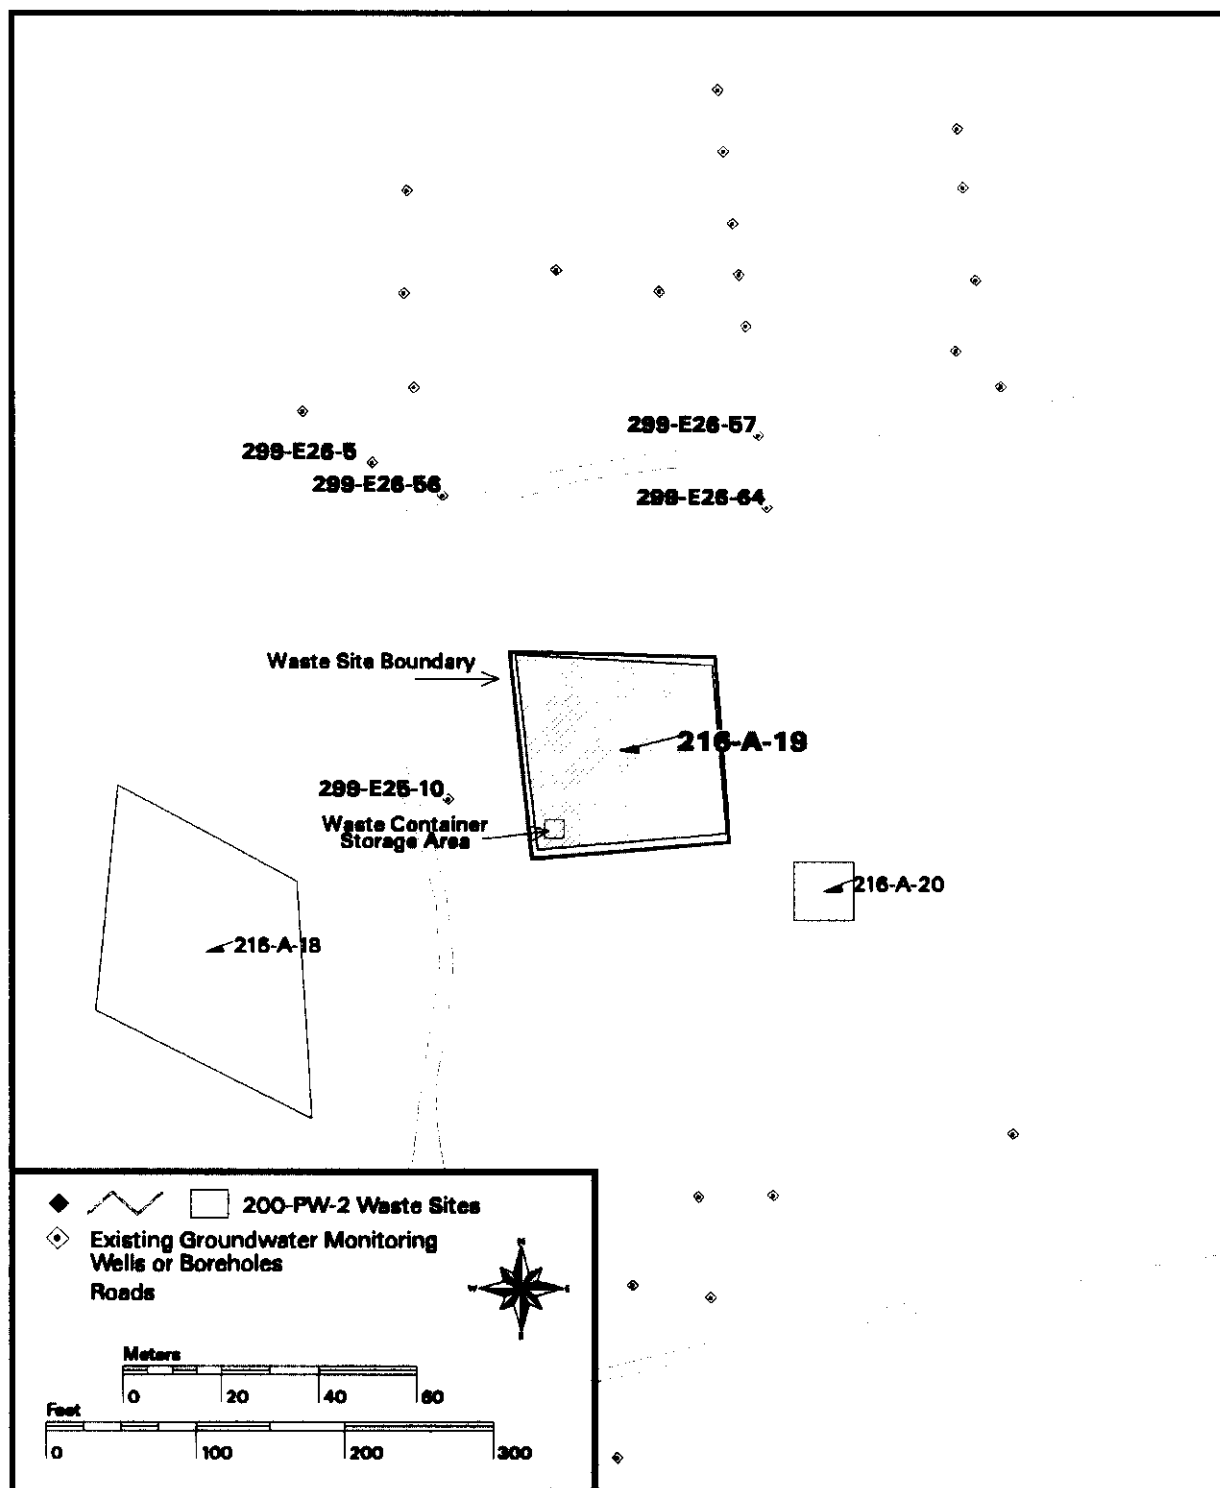 299-E26-57
299-E26-5
299-E26-56
299-E26-64
Waste Site Boundary
216-A-19
299-E25-10
Waste Container
Storage Area
216-A-20
216-A-18
200-PW-2 Waste Sites
Existing Groundwater Monitoring
Wells or Boreholes
Roads
N
W
E
S
Meters
0 20 40 60
Feet
0 100 200 300